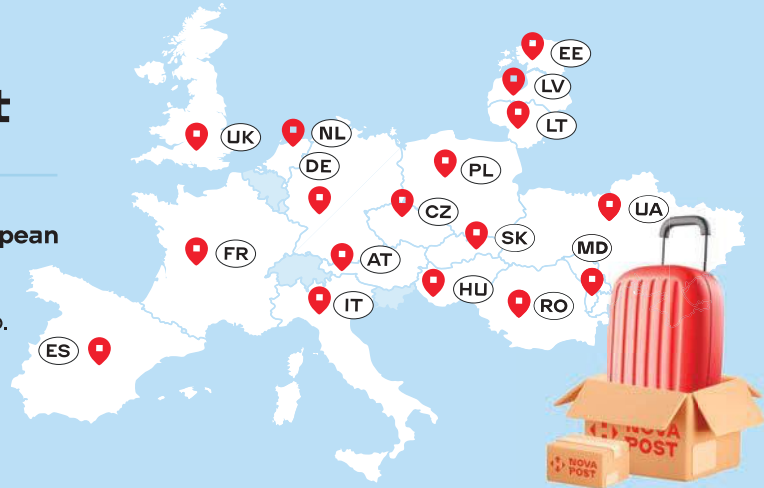 t
pean
.
EE
LV
LT
UK
NL
DE
PL
CZ
UA
SK
MD
FR
AT
HU
RO
IT
ES
NOVA
POST
NOVA
POST